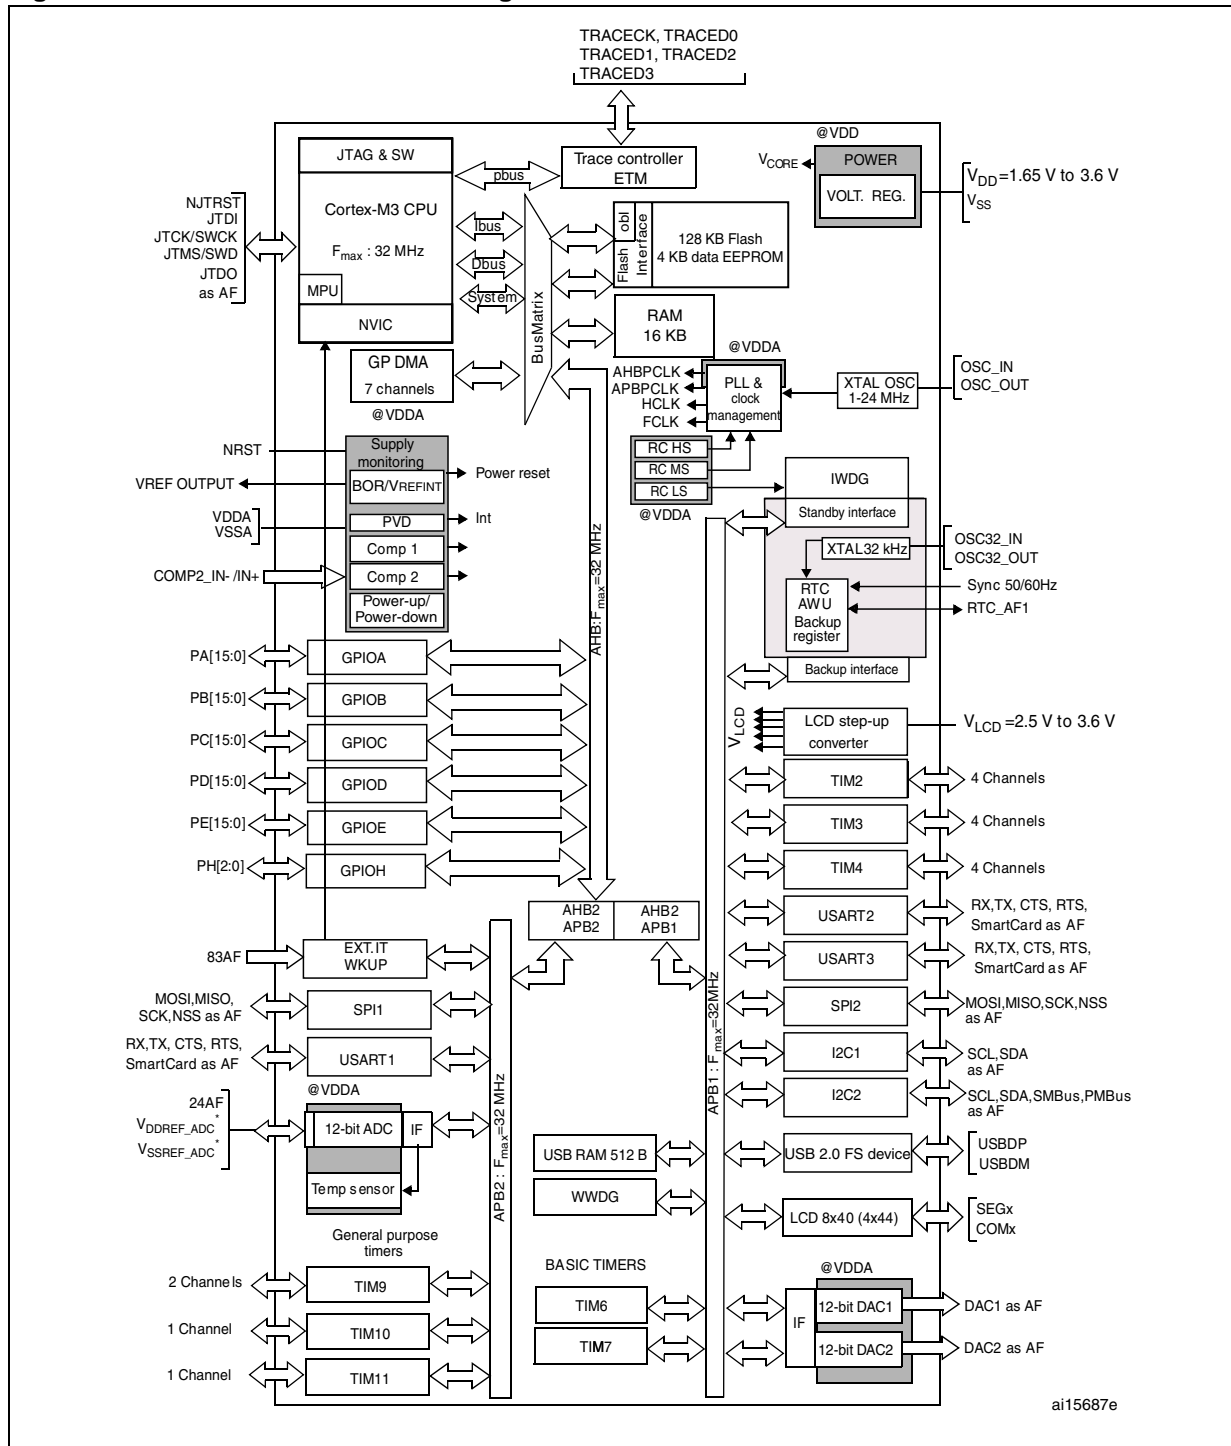 TRACECK, TRACED0
TRACED1, TRACED2
TRACED3
@VDD
JTAG & SW
Trace controller
ETM
pbus
VCORE
POWER
VOLT. REG.
VDD=1.65 V to 3.6 V
VSS
NJTRST
JTDI
JTCK/SWCK
JTMS/SWD
JTDO
as AF
Cortex-M3 CPU
Fmax : 32 MHz
MPU
NVIC
Ibus
Dbus
System
BusMatrix
Flash obl
Interface
128 KB Flash
4 KB data EEPROM
RAM
16 KB
GP DMA
7 channels
@VDDA
AHBPCLK
APBPCLK
HCLK
FCLK
PLL &
clock
management
XTAL OSC
1-24 MHz
OSC_IN
OSC_OUT
@VDDA
NRST
VREF OUTPUT
VDDA
VSSA
COMP2_IN- /IN+
Supply
monitoring
BOR/VREFINT
PVD
Comp 1
Comp 2
Power-up/
Power-down
Power reset
Int
RC HS
RC MS
RC LS
@VDDA
IWDG
Standby interface
XTAL32 kHz
OSC32_IN
OSC32_OUT
RTC
AWU
Backup
register
Sync 50/60Hz
RTC_AF1
Backup interface
AHB:Fmax=32 MHz
PA[15:0]
GPIOA
PB[15:0]
GPIOB
PC[15:0]
GPIOC
PD[15:0]
GPIOD
PE[15:0]
GPIOE
PH[2:0]
GPIOH
VLCD
LCD step-up
converter
VLCD =2.5 V to 3.6 V
TIM2
4 Channels
TIM3
4 Channels
TIM4
4 Channels
AHB2
APB2
AHB2
APB1
USART2
RX,TX, CTS, RTS,
SmartCard as AF
USART3
RX,TX, CTS, RTS,
SmartCard as AF
83AF
EXT.IT
WKUP
MOSI,MISO,
SCK,NSS as AF
SPI1
RX,TX, CTS, RTS,
SmartCard as AF
USART1
SPI2
MOSI,MISO,SCK,NSS
as AF
I2C1
SCL,SDA
as AF
I2C2
SCL,SDA,SMBus,PMBus
as AF
APB1 : Fmax=32MHz
APB2 : Fmax=32 MHz
@VDDA
24AF
VDDREF_ADC*
VSSREF_ADC*
12-bit ADC
IF
Temp sensor
USB RAM 512 B
WWDG
USB 2.0 FS device
USBDP
USBDM
LCD 8x40 (4x44)
SEGx
COMx
General purpose
timers
2 Channels
TIM9
1 Channel
TIM10
1 Channel
TIM11
BASIC TIMERS
TIM6
TIM7
@VDDA
IF
12-bit DAC1
12-bit DAC2
DAC1 as AF
DAC2 as AF
ai15687e